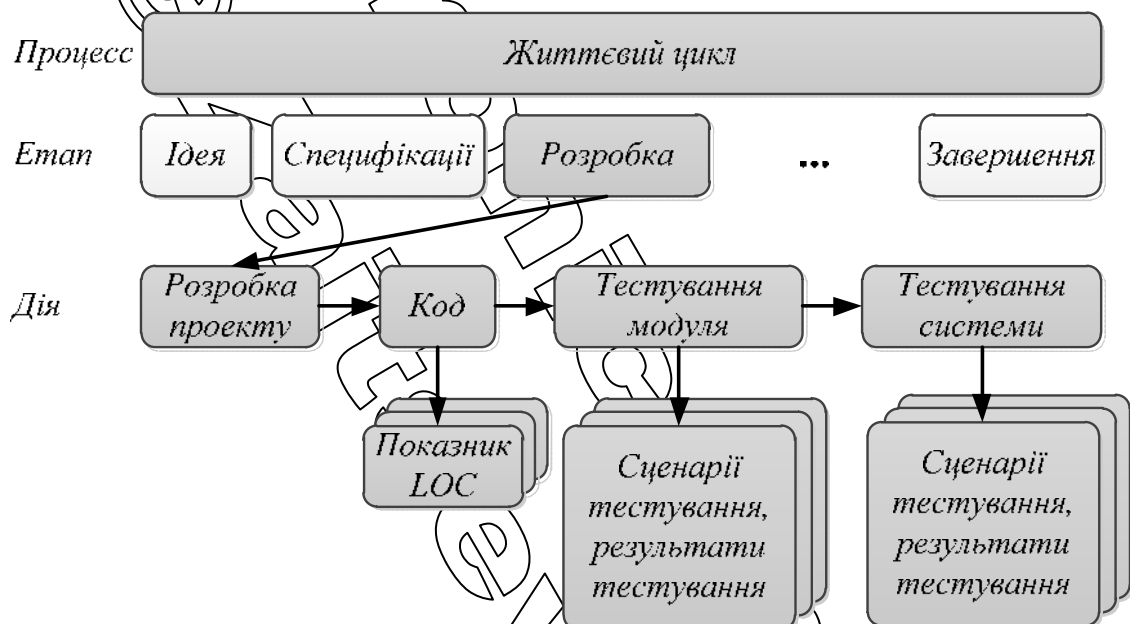 Процесс
Життєвий цикл
Етап
Ідея
Специфікації
Розробка
...
Завершення
Дія
Розробка
проекту
Код
Тестування
модуля
Тестування
системи
Показник
LOC
Сценарії
тестування,
результати
тестування
Сценарії
тестування,
результати
тестування